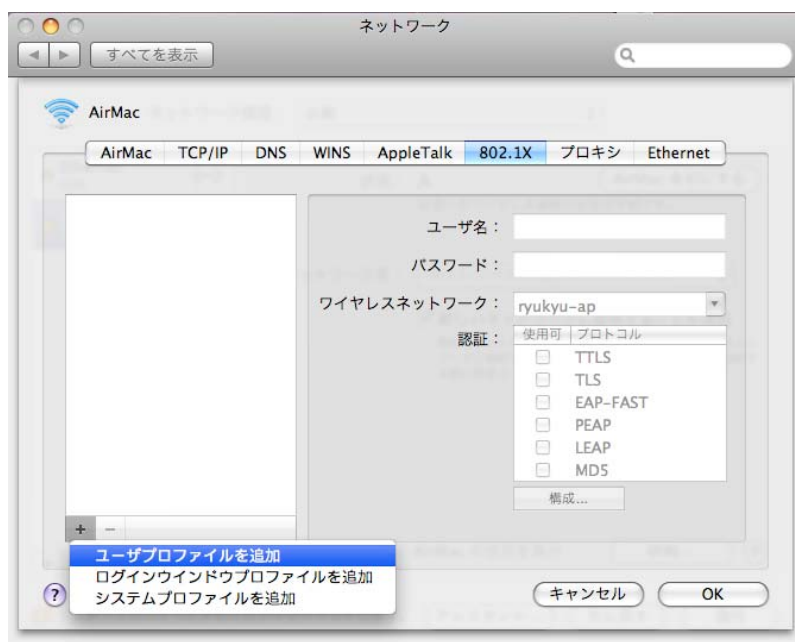 ネットワーク
すべてを表示
AirMac
AirMac TCP/IP DNS WINS AppleTalk 802.1X プロキシ Ethernet
ユーザ名：
パスワード：
ワイヤレスネットワーク： ryukyu-ap
認証： 使用可 プロトコル
TTLS
TLS
EAP-FAST
PEAP
LEAP
MD5
構成...
+ −
ユーザプロファイルを追加
ログインウインドウプロファイルを追加
システムプロファイルを追加
? キャンセル OK